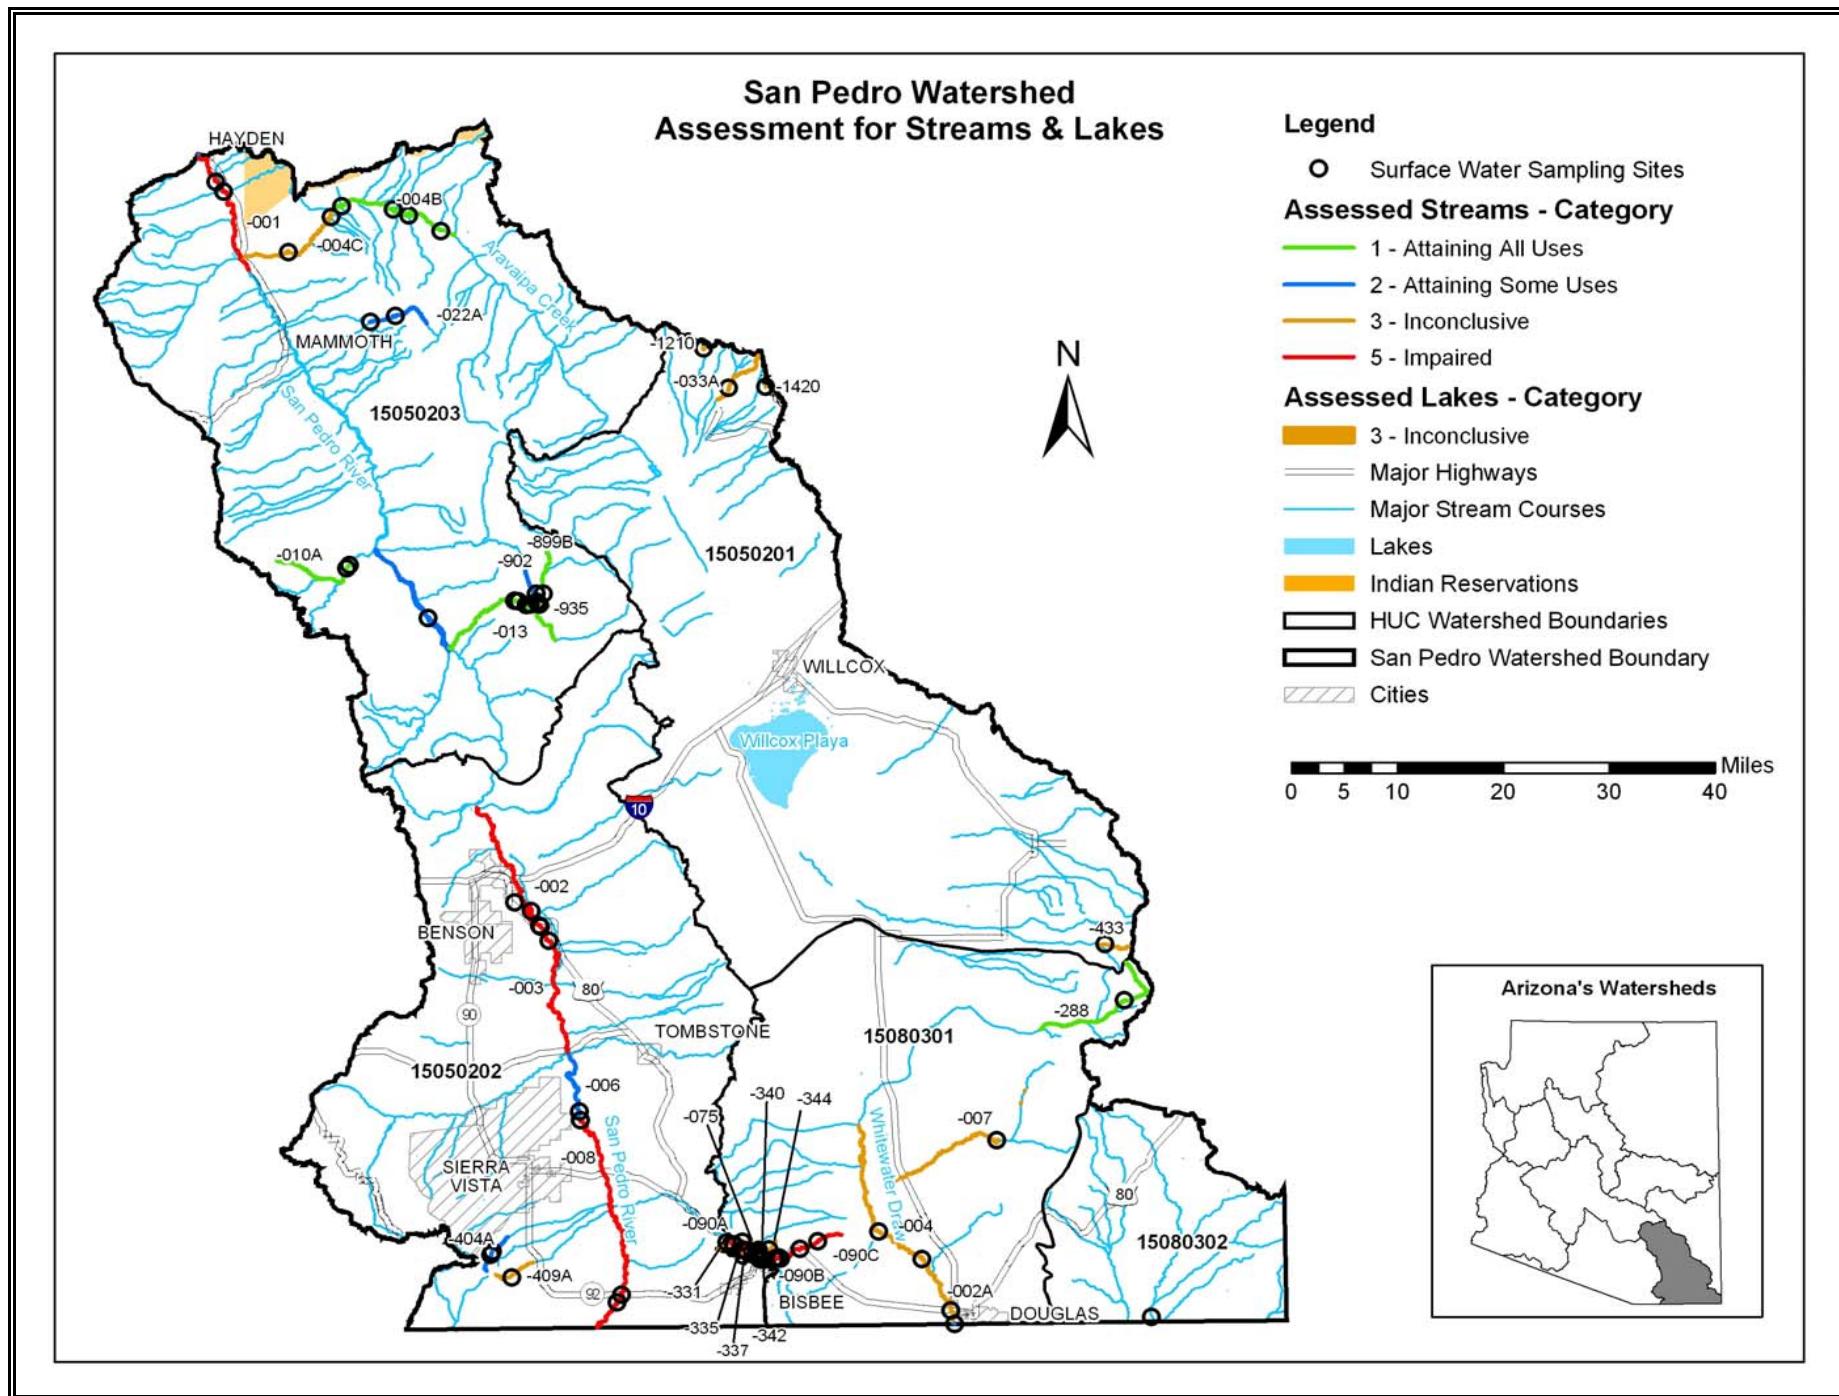 San Pedro Watershed
Assessment for Streams & Lakes
Legend
Surface Water Sampling Sites
Assessed Streams - Category
1 - Attaining All Uses
2 - Attaining Some Uses
3 - Inconclusive
5 - Impaired
Assessed Lakes - Category
3 - Inconclusive
Major Highways
Major Stream Courses
Lakes
Indian Reservations
HUC Watershed Boundaries
San Pedro Watershed Boundary
Cities
N
Miles
0 5 10 20 30 40
HAYDEN
-001
-004B
-004C
Aravaipa Creek
-022A
MAMMOTH
-1210
-033A
-1420
San Pedro River
15050203
-010A
-899B
-902
-935
-013
15050201
WILLCOX
Willcox Playa
10
-002
BENSON
-003
80
90
-433
-288
TOMBSTONE
15080301
15050202
-006
-340
-344
-075
-007
San Pedro River
Whitewater Draw
-008
SIERRA
VISTA
80
-090A
-004
-404A
-090C
15080302
-409A
-090B
-331
92
BISBEE
-002A
DOUGLAS
-335
-342
-337
Arizona's Watersheds